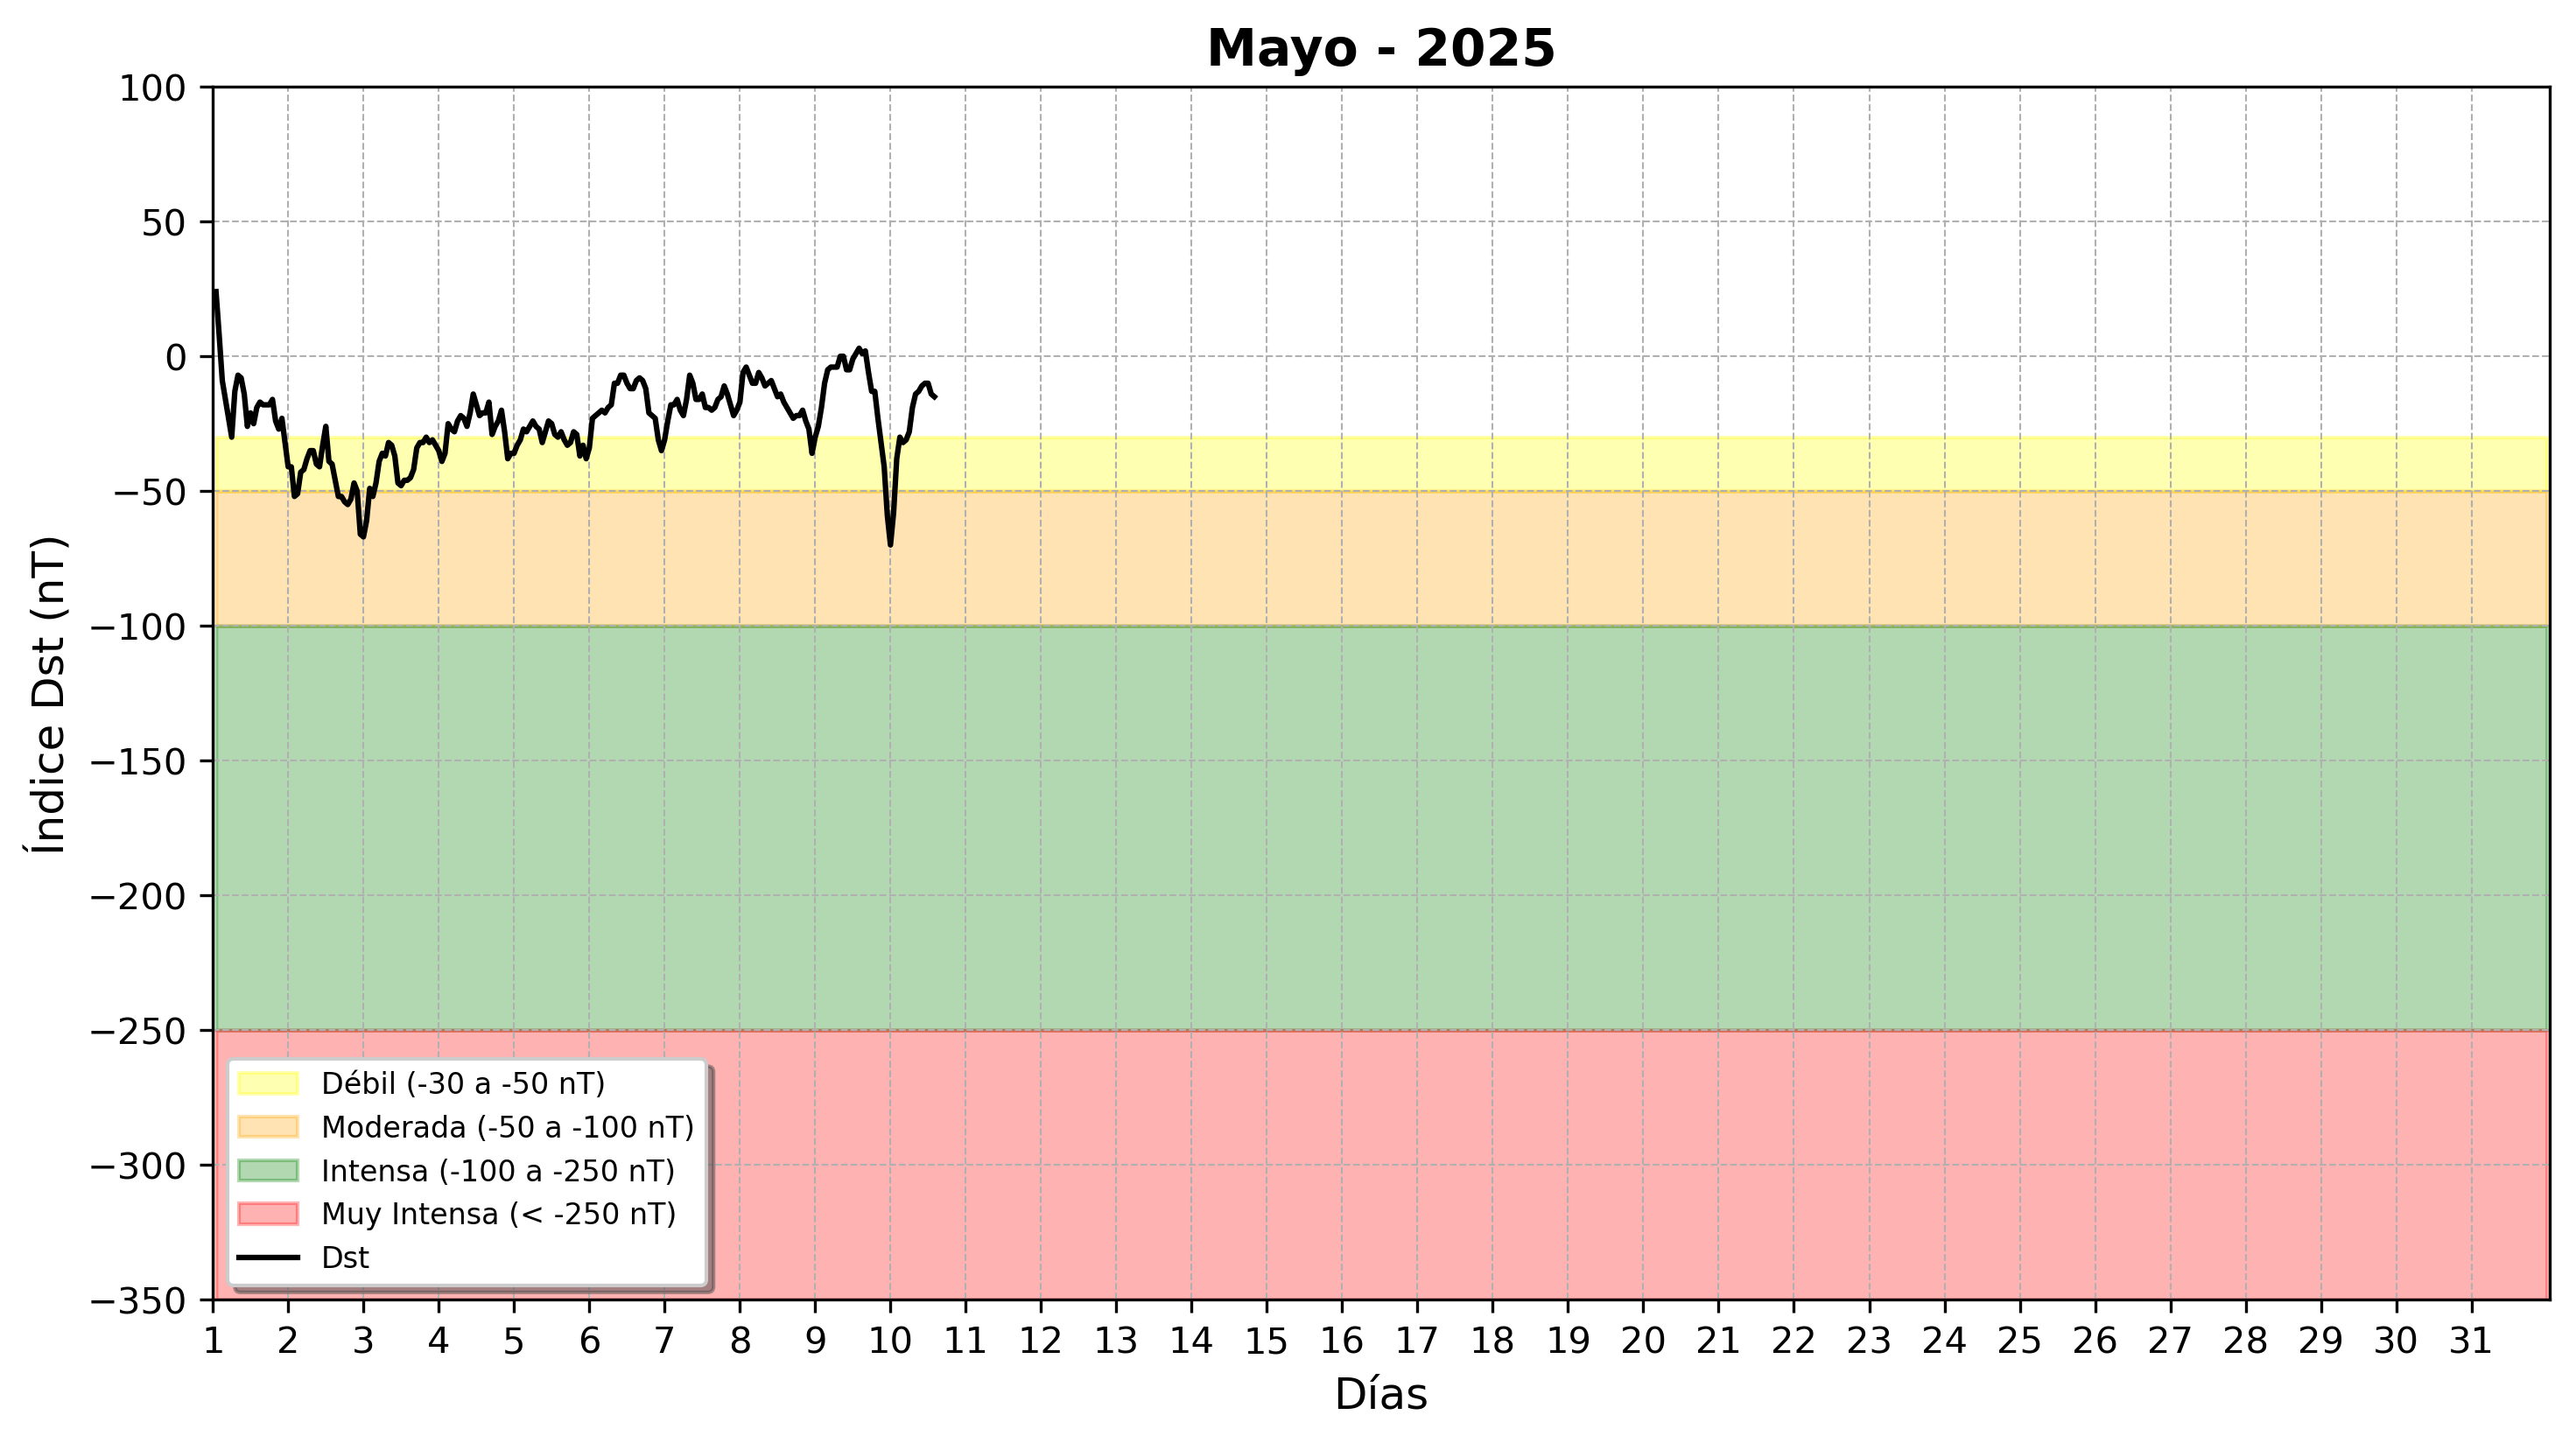 Mayo - 2025
100
50
0
−50
−100
−150
−200
−250
−300
−350
Índice Dst (nT)
Débil (-30 a -50 nT)
Moderada (-50 a -100 nT)
Intensa (-100 a -250 nT)
Muy Intensa (< -250 nT)
Dst
1 2 3 4 5 6 7 8 9 10 11 12 13 14 15 16 17 18 19 20 21 22 23 24 25 26 27 28 29 30 31
Días